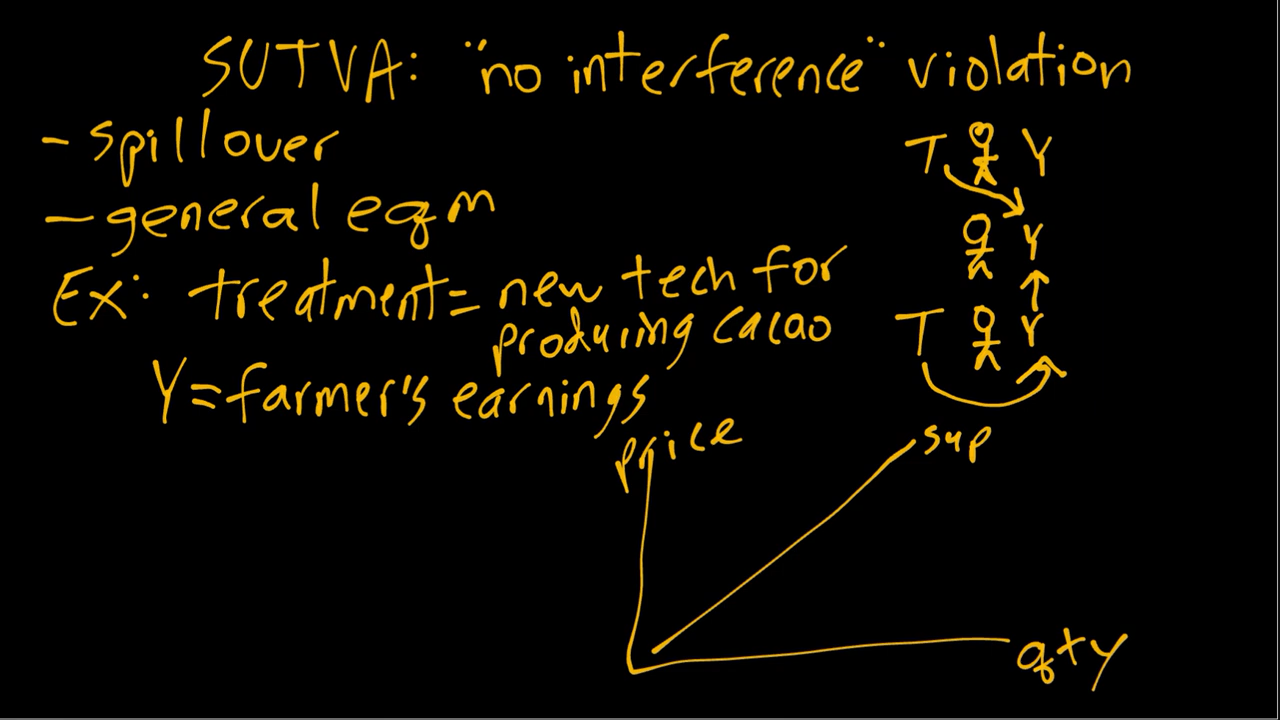 SUTVA: "no interference" violation
- spillover
- general eqm
Ex: treatment= new tech for
producing cacao
Y=farmer's earnings
T Y
Y
T Y
price
sup
qty